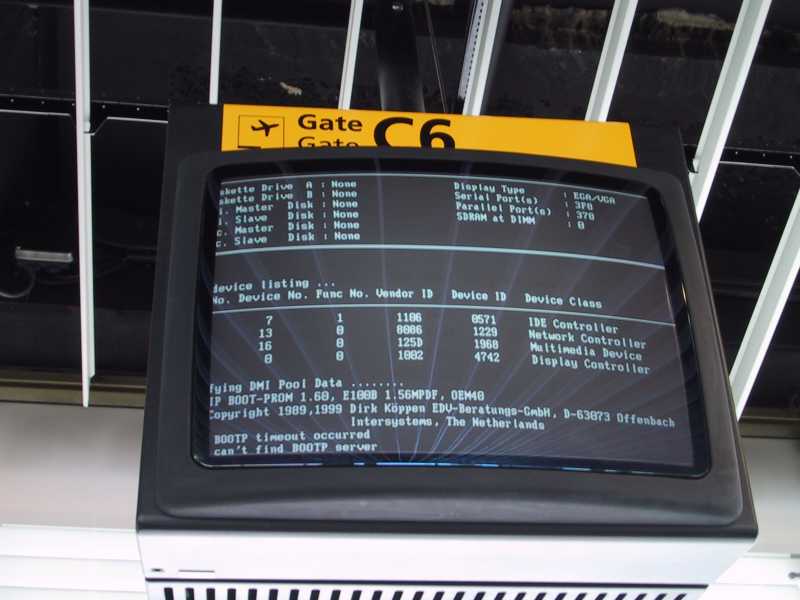 Gate C6
Gate
skette Drive A : None
skette Drive B : None
i. Master Disk : None
i. Slave Disk : None
c. Master Disk : None
c. Slave Disk : None
Display Type : EGA/VGA
Serial Port(s) : 3F8
Parallel Port(s) : 378
SDRAM at DIMM : 0
device listing ...
No. Device No. Func No. Vendor ID Device ID Device Class
7 1 1106 0571 IDE Controller
13 0 8086 1229 Network Controller
16 0 125D 1968 Multimedia Device
0 0 1002 4742 Display Controller
fying DMI Pool Data ........
IP BOOT-PROM 1.60, E100B 1.56MPDF, OEM40
Copyright 1989,1999 Dirk Köppen EDV-Beratungs-GmbH, D-63073 Offenbach
Intersystems, The Netherlands
BOOTP timeout occurred
can't find BOOTP server